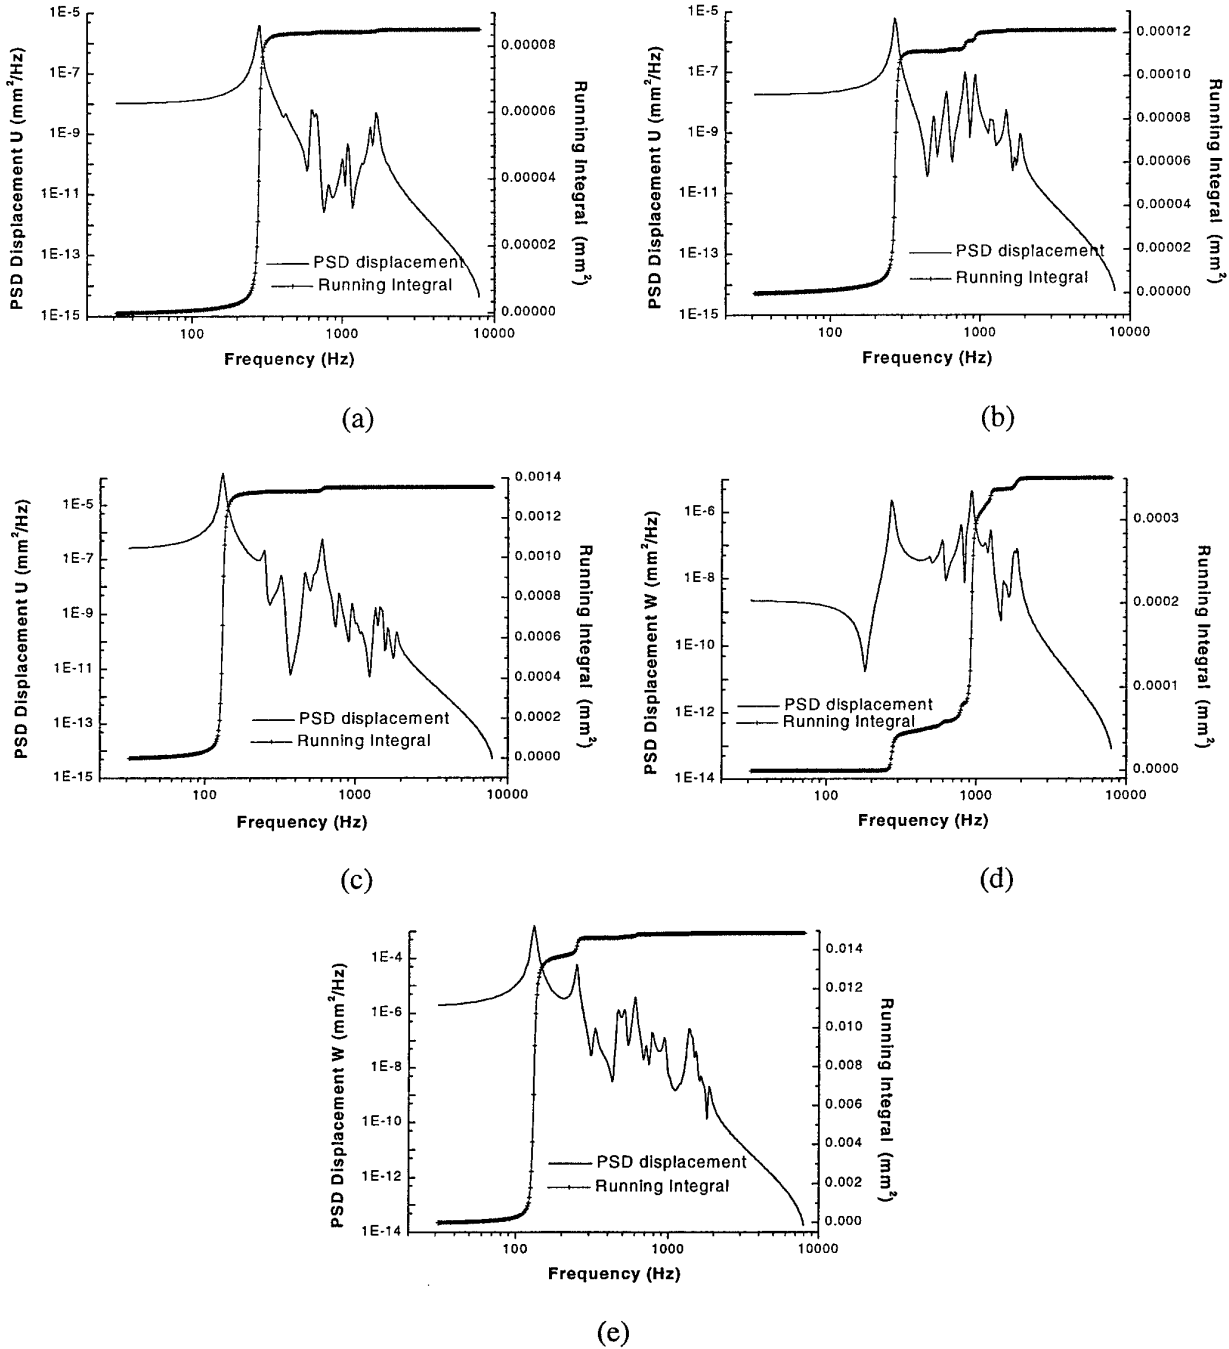 PSD Displacement U (mm²/Hz)
1E-5
1E-7
1E-9
1E-11
1E-13
1E-15
100
1000
10000
Frequency (Hz)
0.00008
0.00006
0.00004
0.00002
0.00000
Running Integral (mm²)
PSD displacement
Running Integral
(a)
PSD Displacement U (mm²/Hz)
1E-5
1E-7
1E-9
1E-11
1E-13
1E-15
100
1000
10000
Frequency (Hz)
0.00012
0.00010
0.00008
0.00006
0.00004
0.00002
0.00000
Running Integral (mm²)
PSD displacement
Running Integral
(b)
PSD Displacement U (mm²/Hz)
1E-5
1E-7
1E-9
1E-11
1E-13
1E-15
100
1000
10000
Frequency (Hz)
0.0014
0.0012
0.0010
0.0008
0.0006
0.0004
0.0002
0.0000
Running Integral (mm²)
PSD displacement
Running Integral
(c)
PSD Displacement W (mm²/Hz)
1E-6
1E-8
1E-10
1E-12
1E-14
100
1000
10000
Frequency (Hz)
0.0003
0.0002
0.0001
0.0000
Running Integral (mm²)
PSD displacement
Running Integral
(d)
PSD Displacement W (mm²/Hz)
1E-4
1E-6
1E-8
1E-10
1E-12
1E-14
100
1000
10000
Frequency (Hz)
0.014
0.012
0.010
0.008
0.006
0.004
0.002
0.000
Running Integral (mm²)
PSD displacement
Running Integral
(e)